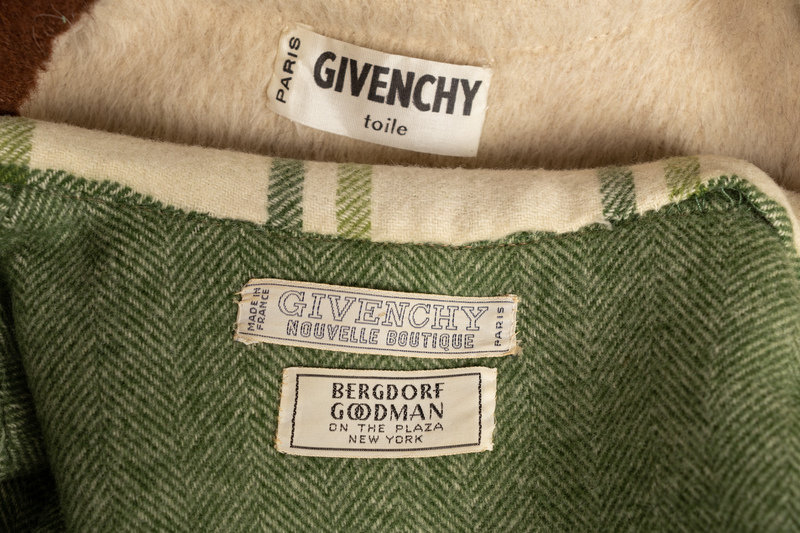 PARIS
GIVENCHY
toile
MADE IN
FRANCE
GIVENCHY
NOUVELLE BOUTIQUE
PARIS
BERGDORF
GOODMAN
ON THE PLAZA
NEW YORK